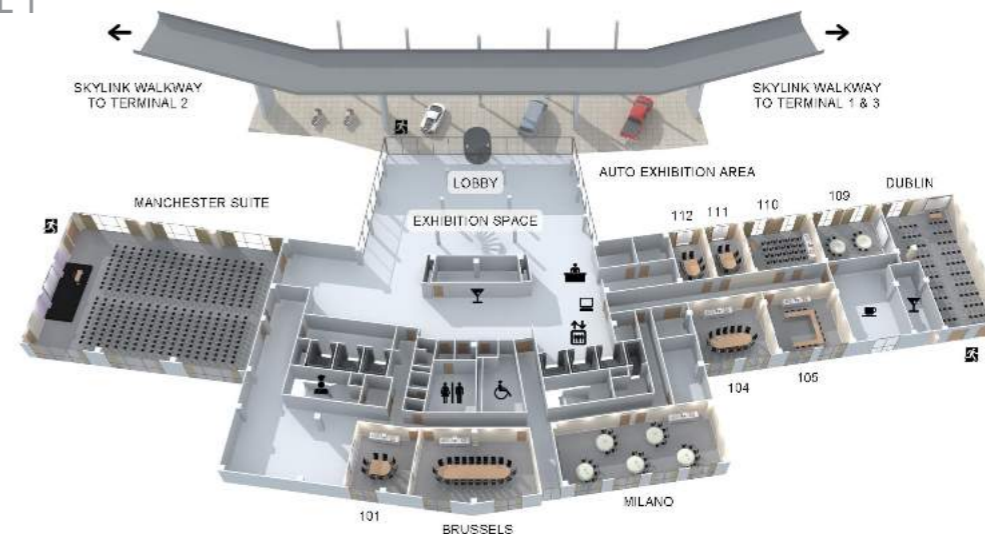 SKYLINK WALKWAY
TO TERMINAL 2
SKYLINK WALKWAY
TO TERMINAL 1 & 3
AUTO EXHIBITION AREA
LOBBY
MANCHESTER SUITE
EXHIBITION SPACE
112
111
110
109
DUBLIN
104
105
101
BRUSSELS
MILANO